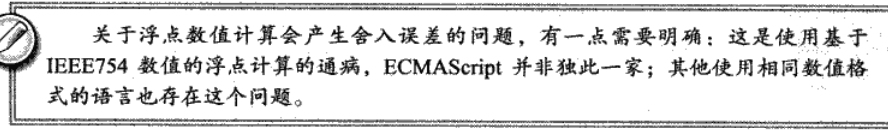 关于浮点数值计算会产生舍入误差的问题，有一点需要明确：这是使用基于
IEEE754 数值的浮点计算的通病，ECMAScript 并非独此一家；其他使用相同数值格
式的语言也存在这个问题。